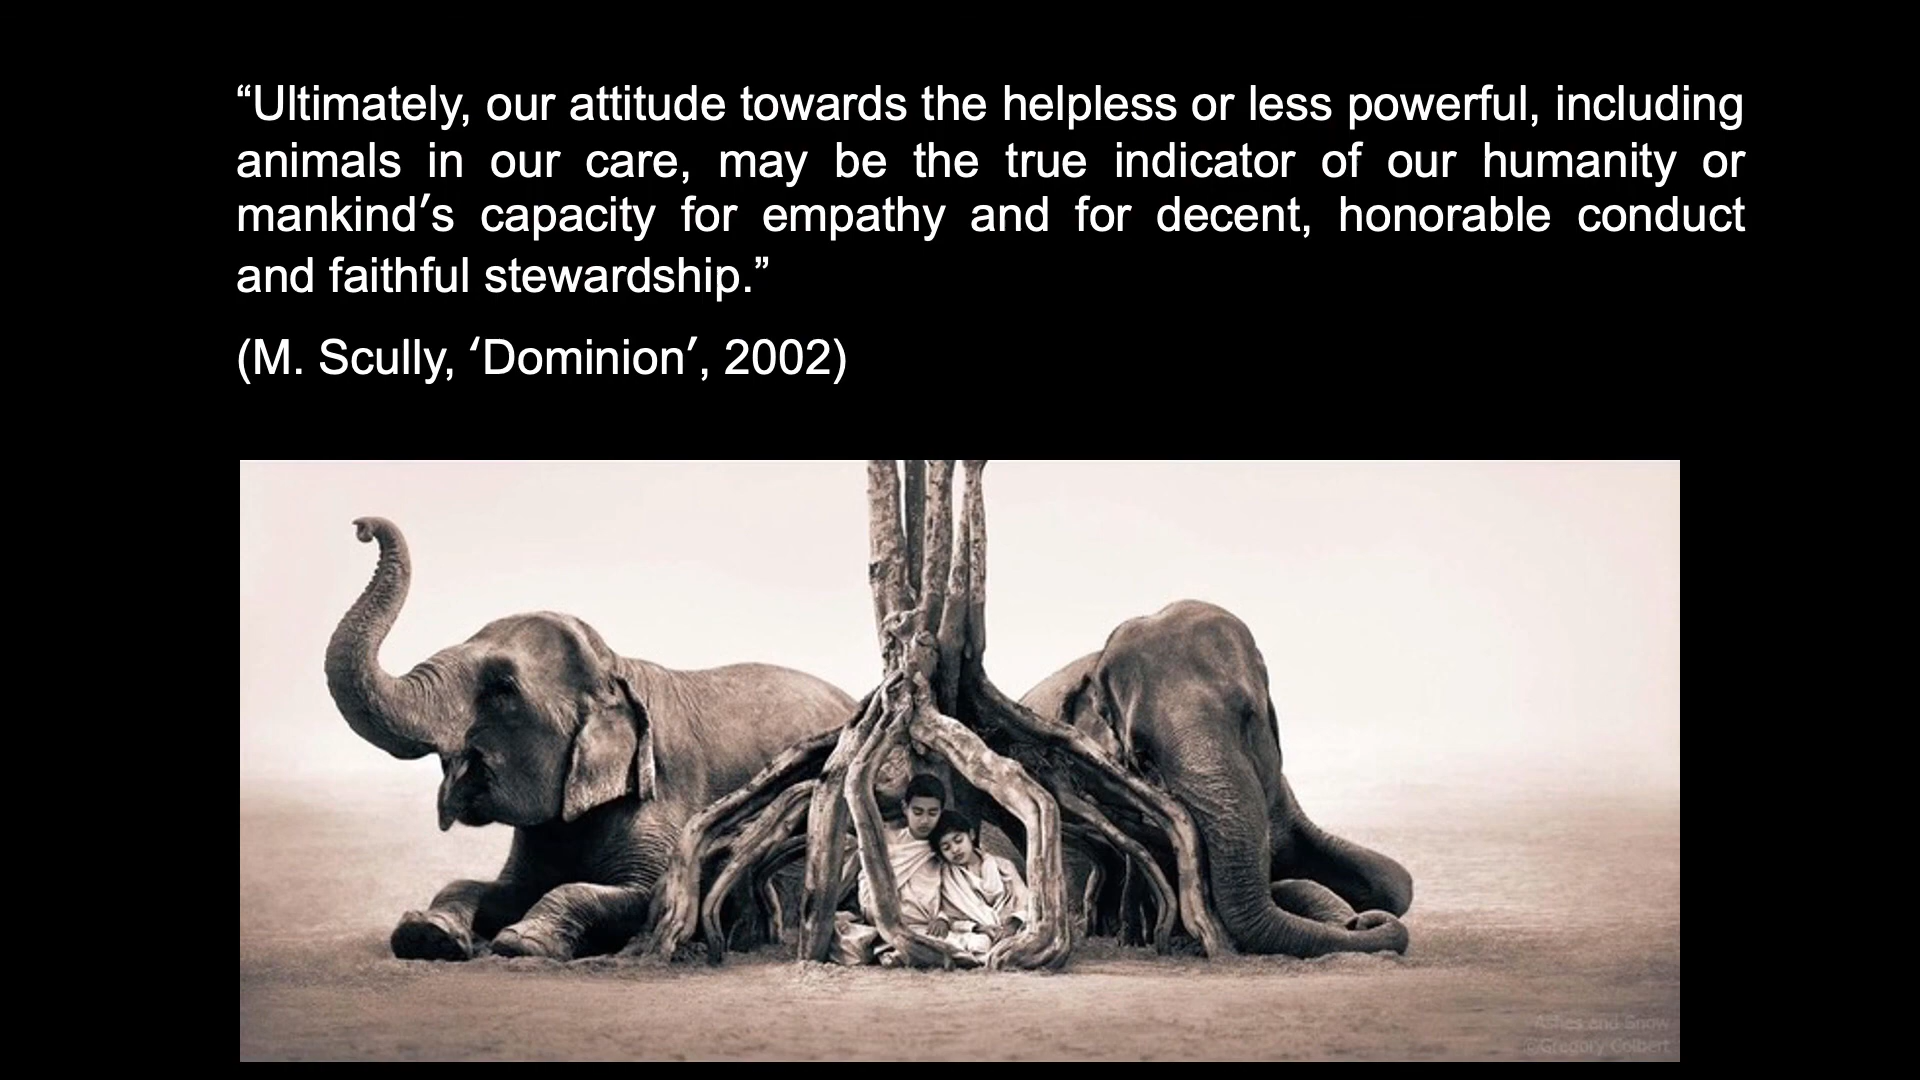 “Ultimately, our attitude towards the helpless or less powerful, including
animals in our care, may be the true indicator of our humanity or
mankind′s capacity for empathy and for decent, honorable conduct
and faithful stewardship.”
(M. Scully, ‘Dominion′, 2002)
Ashes and Snow
©Gregory Colbert